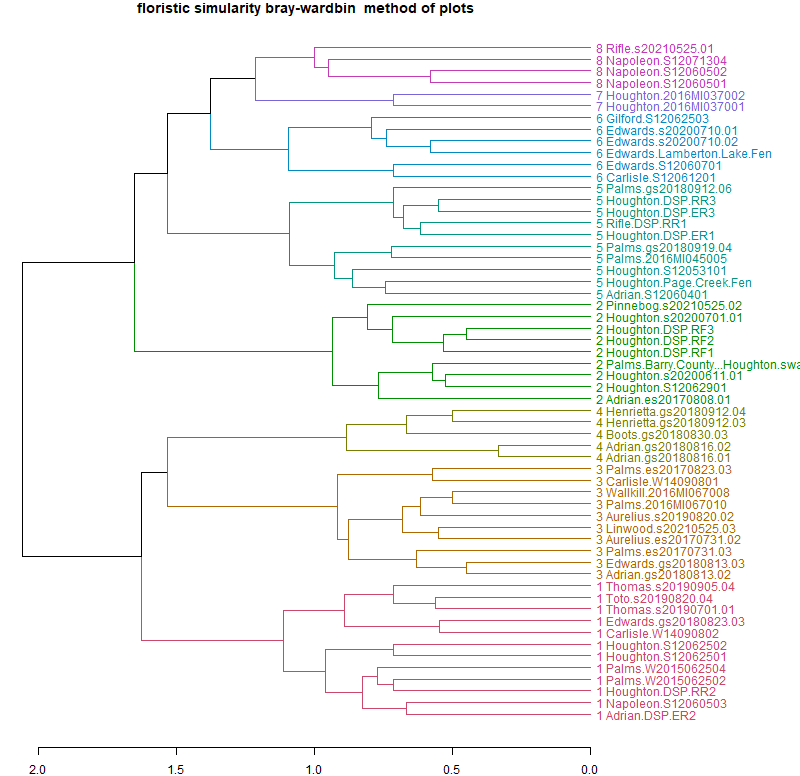 floristic simularity bray-wardbin method of plots
8 Rifle.s20210525.01
8 Napoleon.S12071304
8 Napoleon.S12060502
8 Napoleon.S12060501
7 Houghton.2016MI037002
7 Houghton.2016MI037001
6 Gilford.S12062503
6 Edwards.s20200710.01
6 Edwards.s20200710.02
6 Edwards.Lamberton.Lake.Fen
6 Edwards.S12060701
6 Carlisle.S12061201
5 Palms.gs20180912.06
5 Houghton.DSP.RR3
5 Houghton.DSP.ER3
5 Rifle.DSP.RR1
5 Houghton.DSP.ER1
5 Palms.gs20180919.04
5 Palms.2016MI045005
5 Houghton.S12053101
5 Houghton.Page.Creek.Fen
5 Adrian.S12060401
2 Pinnebog.s20210525.02
2 Houghton.s20200701.01
2 Houghton.DSP.RF3
2 Houghton.DSP.RF2
2 Houghton.DSP.RF1
2 Palms.Barry.County...Houghton.swa
2 Houghton.s20200611.01
2 Houghton.S12062901
2 Adrian.es20170808.01
4 Henrietta.gs20180912.04
4 Henrietta.gs20180912.03
4 Boots.gs20180830.03
4 Adrian.gs20180816.02
4 Adrian.gs20180816.01
3 Palms.es20170823.03
3 Carlisle.W14090801
3 Wallkill.2016MI067008
3 Palms.2016MI067010
3 Aurelius.s20190820.02
3 Linwood.s20210525.03
3 Aurelius.es20170731.02
3 Palms.es20170731.03
3 Edwards.gs20180813.03
3 Adrian.gs20180813.02
1 Thomas.s20190905.04
1 Toto.s20190820.04
1 Thomas.s20190701.01
1 Edwards.gs20180823.03
1 Carlisle.W14090802
1 Houghton.S12062502
1 Houghton.S12062501
1 Palms.W2015062504
1 Palms.W2015062502
1 Houghton.DSP.RR2
1 Napoleon.S12060503
1 Adrian.DSP.ER2
2.0 1.5 1.0 0.5 0.0